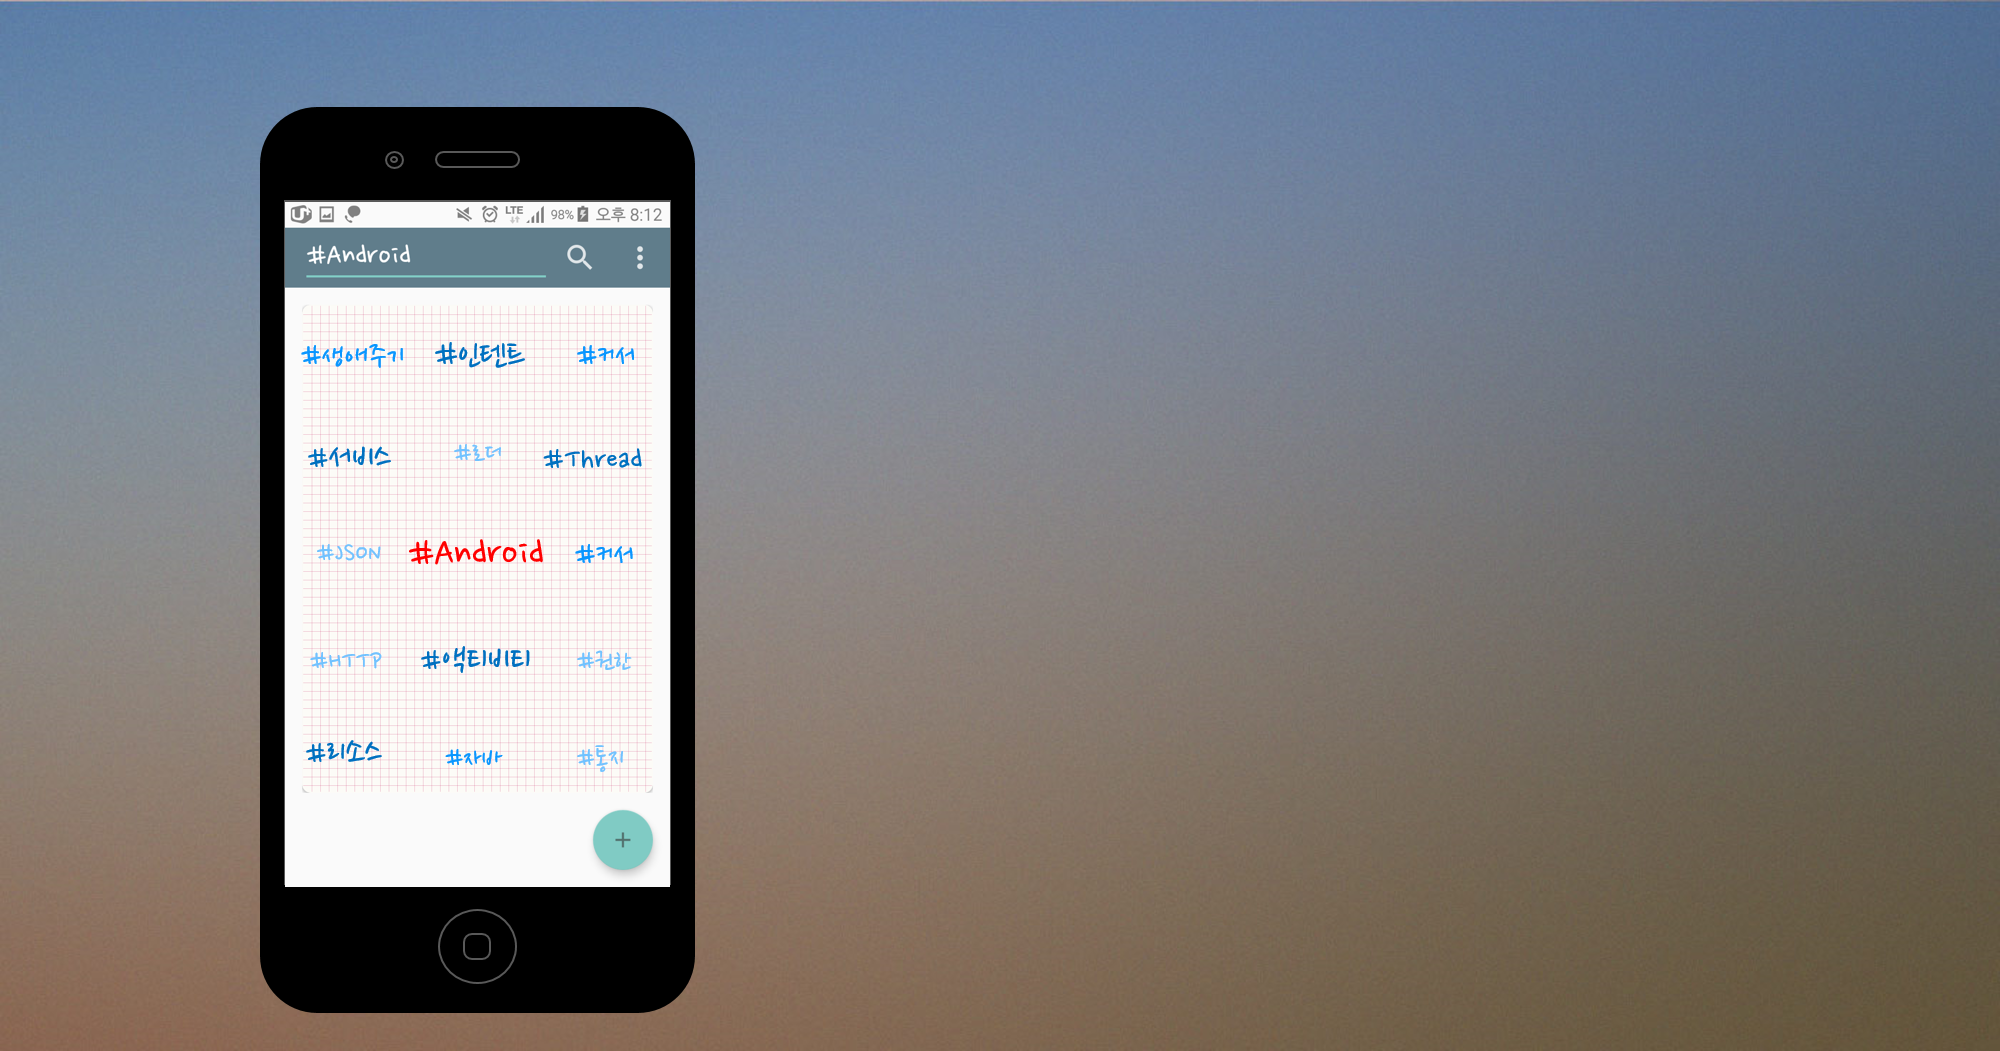 U+ LTE 98% 오후 8:12
#Android
#생애주기 #인텐트 #커서
#서비스 #로더 #Thread
#JSON #Android #커서
#HTTP #액티비티 #권한
#리소스 #자바 #통지